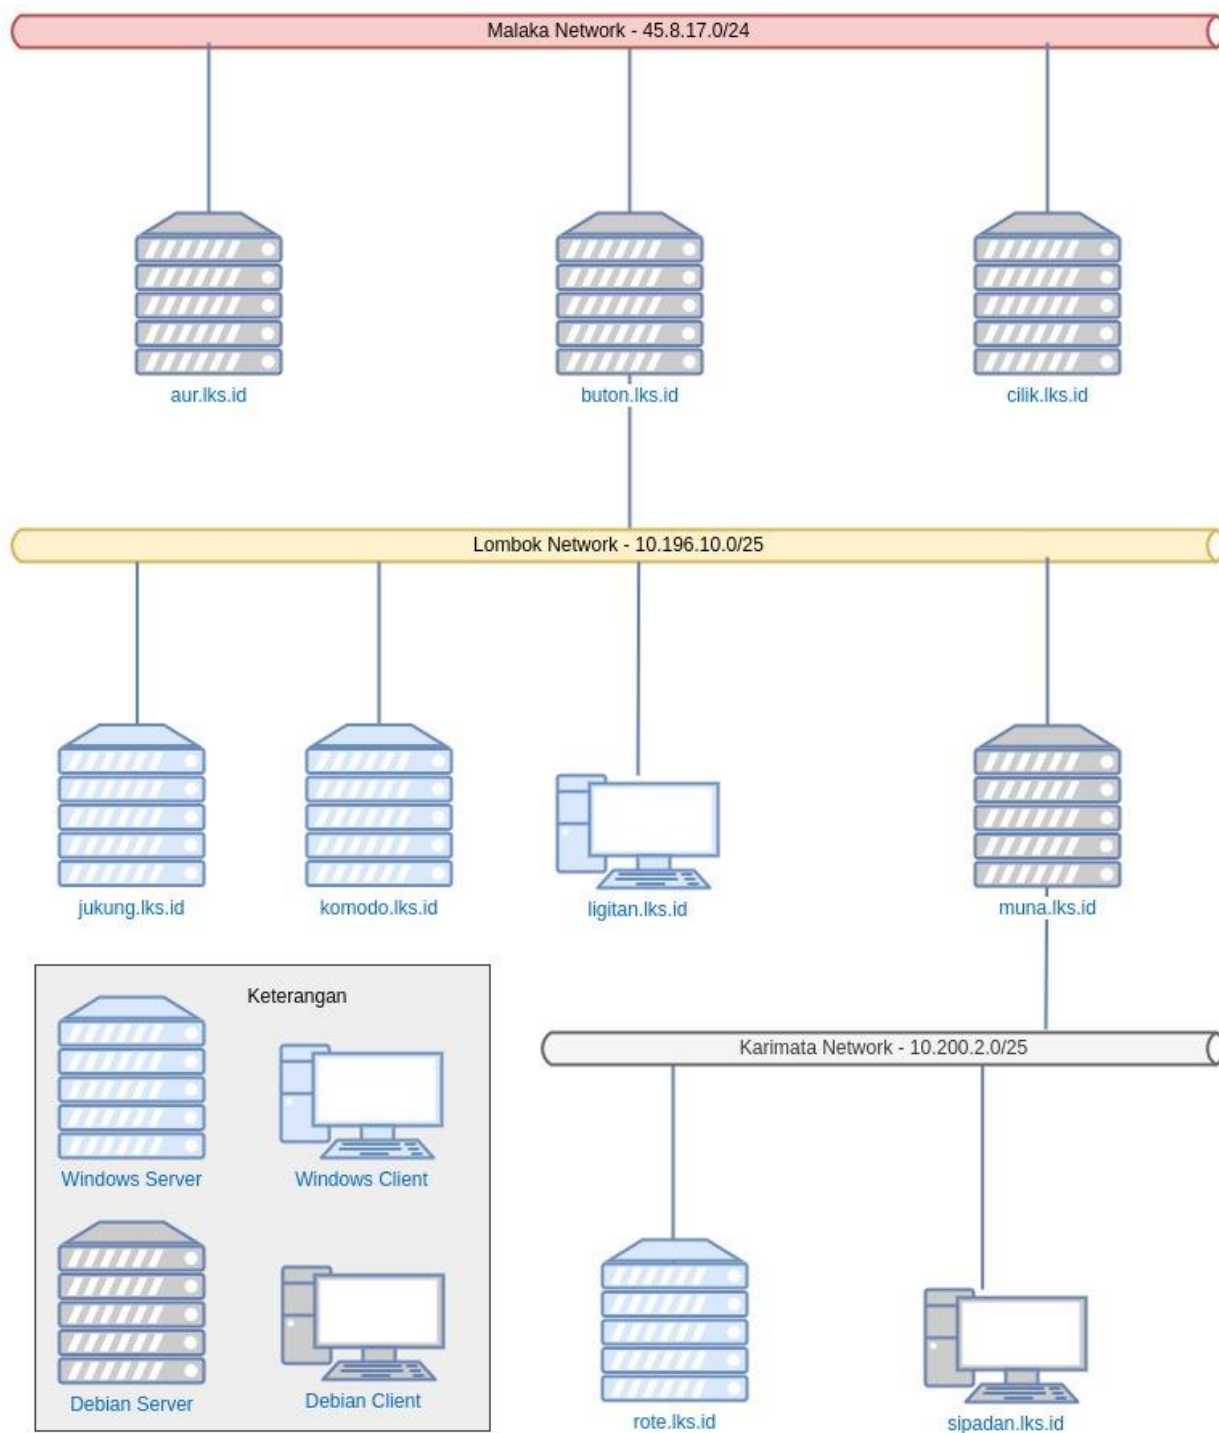 Malaka Network - 45.8.17.0/24
aur.lks.id
buton.lks.id
cilik.lks.id
Lombok Network - 10.196.10.0/25
jukung.lks.id
komodo.lks.id
ligitan.lks.id
muna.lks.id
Keterangan
Windows Server
Windows Client
Debian Server
Debian Client
Karimata Network - 10.200.2.0/25
rote.lks.id
sipadan.lks.id